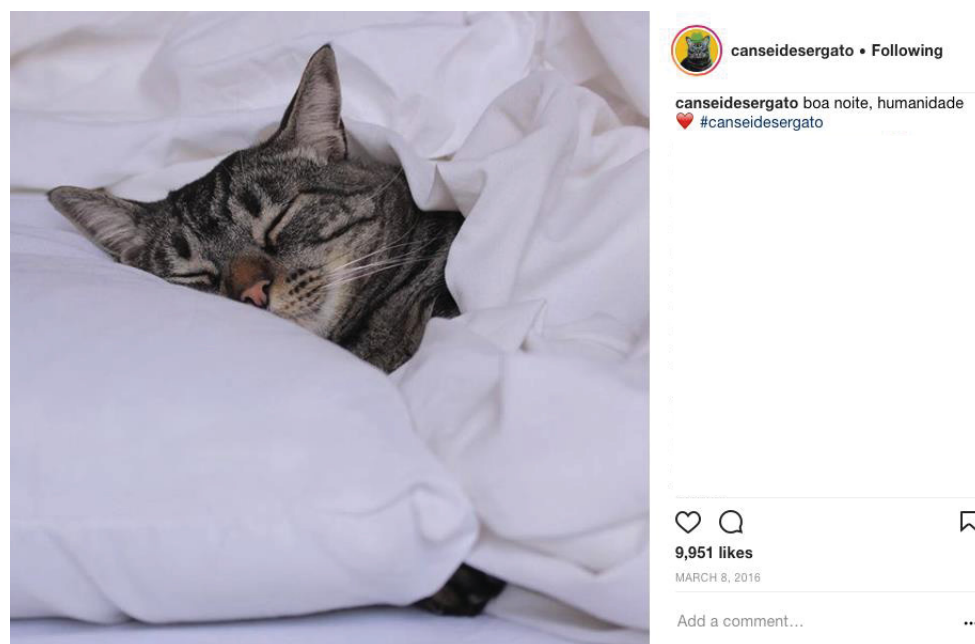 canseidesergato • Following
canseidesergato boa noite, humanidade
❤️ #canseidesergato
9,951 likes
MARCH 8, 2016
Add a comment...